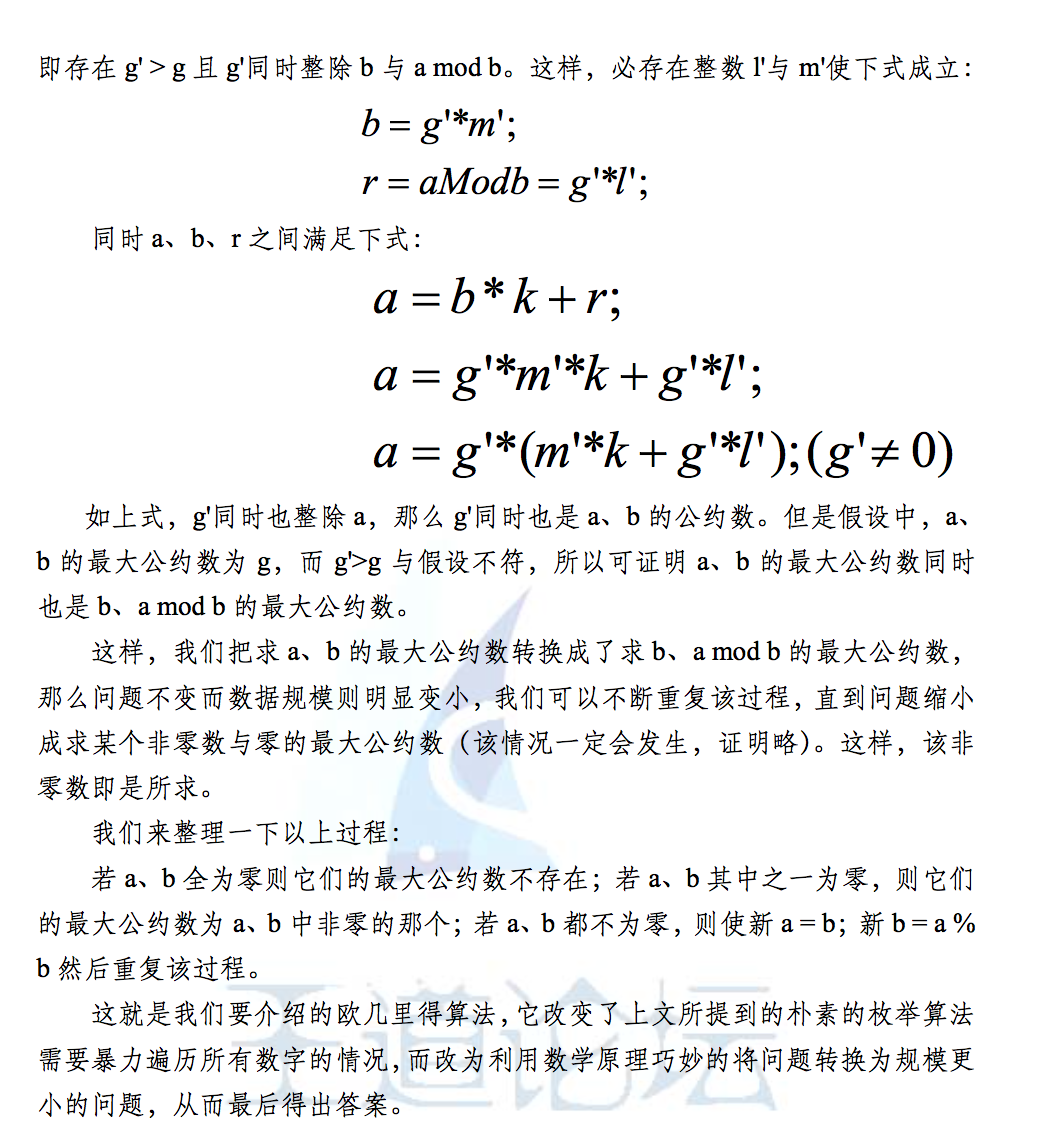 即存在 g' > g 且 g'同时整除 b 与 a mod b。这样，必存在整数 l'与 m'使下式成立：
b = g'*m';
r = aModb = g'*l';
同时 a、b、r 之间满足下式：
a = b * k + r;
a = g'*m'*k + g'*l';
a = g'*(m'*k + g'*l');(g' ≠ 0)
如上式，g'同时也整除 a，那么 g'同时也是 a、b 的公约数。但是假设中，a、
b 的最大公约数为 g，而 g'>g 与假设不符，所以可证明 a、b 的最大公约数同时
也是 b、a mod b 的最大公约数。
这样，我们把求 a、b 的最大公约数转换成了求 b、a mod b 的最大公约数，
那么问题不变而数据规模则明显变小，我们可以不断重复该过程，直到问题缩小
成求某个非零数与零的最大公约数（该情况一定会发生，证明略）。这样，该非
零数即是所求。
我们来整理一下以上过程：
若 a、b 全为零则它们的最大公约数不存在；若 a、b 其中之一为零，则它们
的最大公约数为 a、b 中非零的那个；若 a、b 都不为零，则使新 a = b；新 b = a %
b 然后重复该过程。
这就是我们要介绍的欧几里得算法，它改变了上文所提到的朴素的枚举算法
需要暴力遍历所有数字的情况，而改为利用数学原理巧妙的将问题转换为规模更
小的问题，从而最后得出答案。
王道论坛